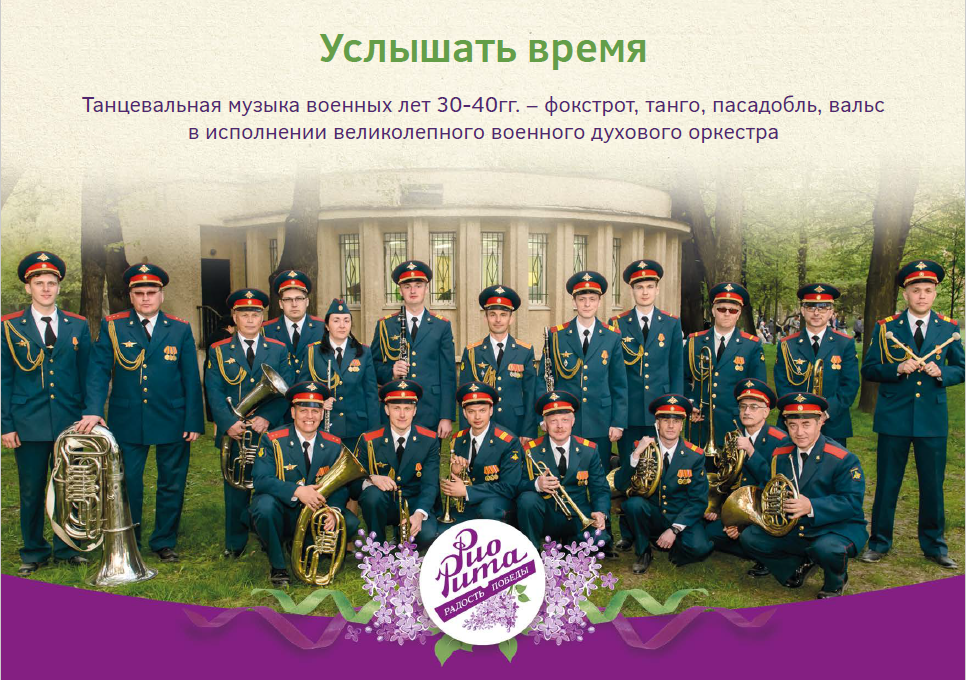 Услышать время
Танцевальная музыка военных лет 30-40гг. – фокстрот, танго, пасадобль, вальс
в исполнении великолепного военного духового оркестра
Рио
Рита
РАДОСТЬ ПОБЕДЫ